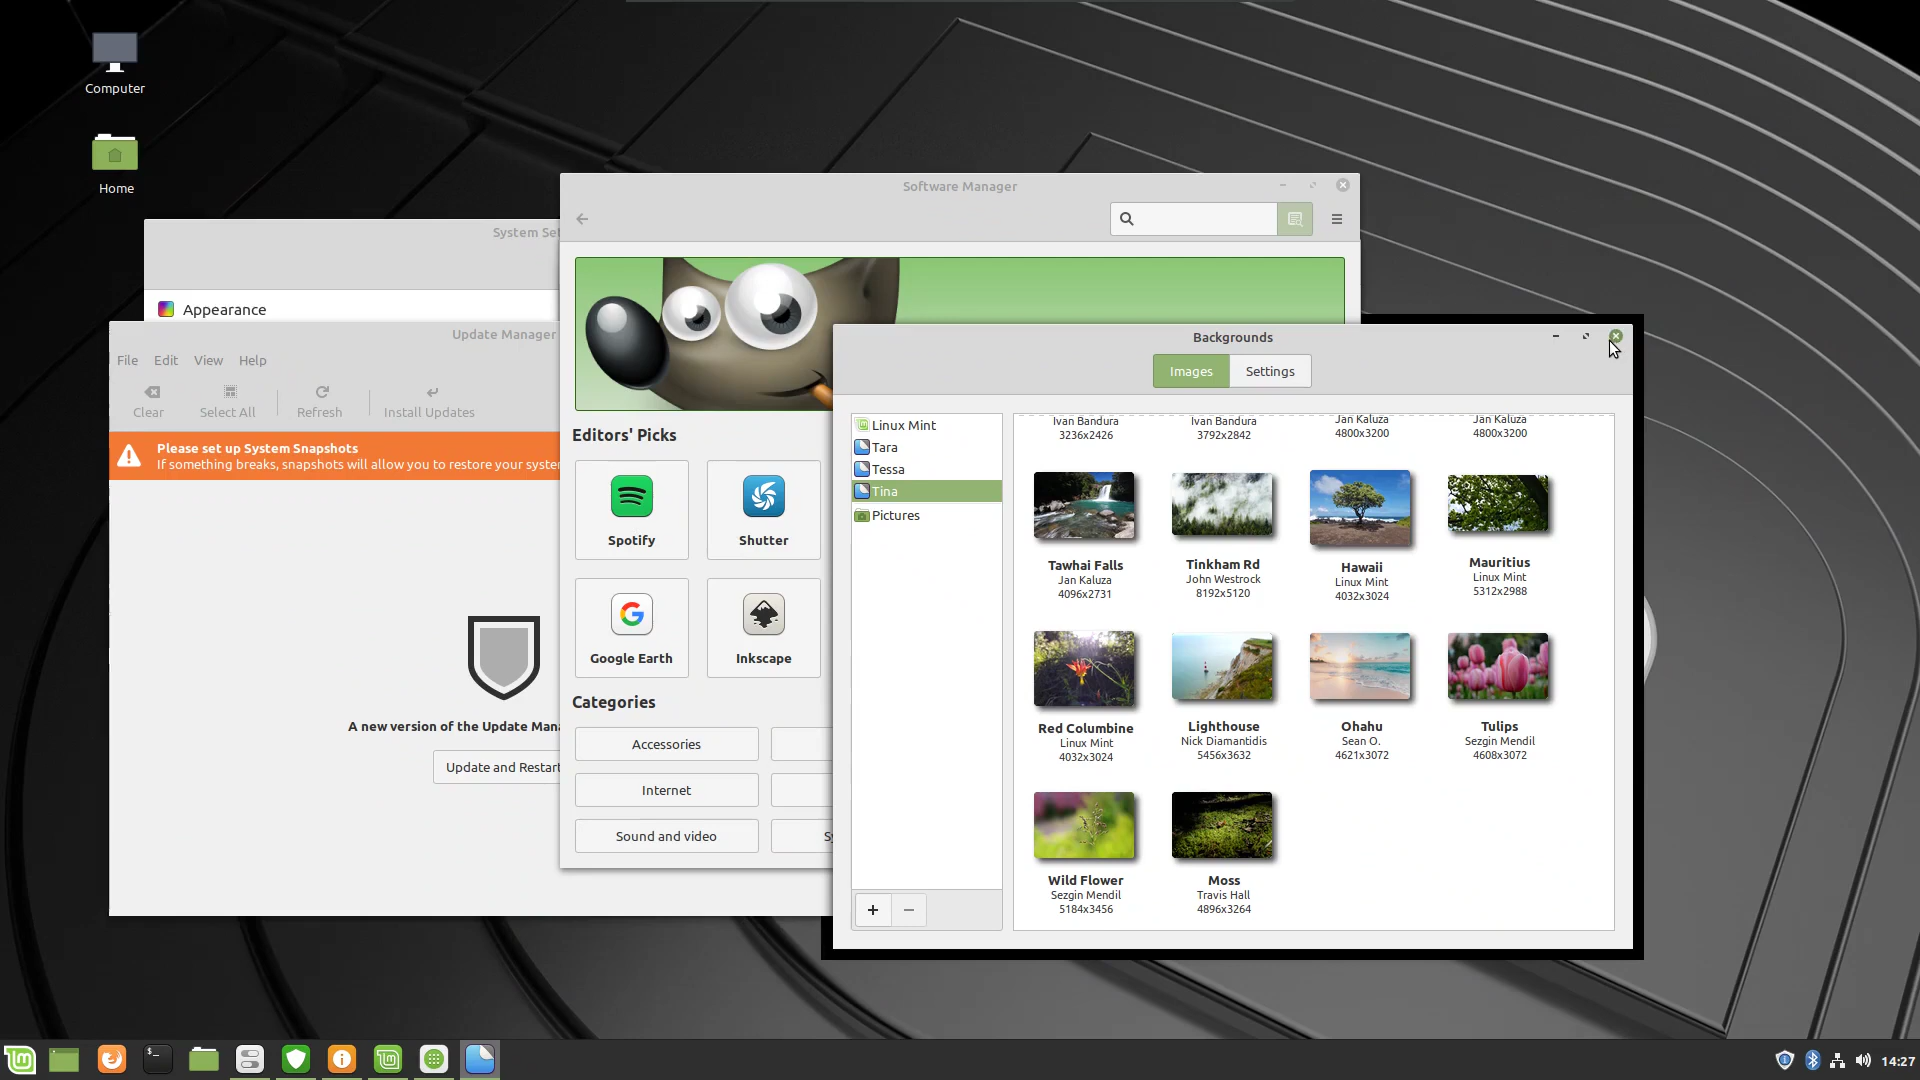 Computer
Home
System Set
Appearance
Update Manager
File Edit View Help
Clear Select All Refresh Install Updates
Please set up System Snapshots
If something breaks, snapshots will allow you to restore your syste
A new version of the Update Mana
Update and Restart
Software Manager
Editors' Picks
Spotify Shutter
Google Earth Inkscape
Categories
Accessories
Internet
Sound and video Sy
Backgrounds
Images Settings
Linux Mint
Tara
Tessa
Tina
Pictures
Ivan Bandura
3236x2426
Ivan Bandura
3792x2842
Jan Kaluza
4800x3200
Jan Kaluza
4800x3200
Tawhai Falls
Jan Kaluza
4096x2731
Tinkham Rd
John Westrock
8192x5120
Hawaii
Linux Mint
4032x3024
Mauritius
Linux Mint
5312x2988
Red Columbine
Linux Mint
4032x3024
Lighthouse
Nick Diamantidis
5456x3632
Ohahu
Sean O.
4621x3072
Tulips
Sezgin Mendil
4608x3072
Wild Flower
Sezgin Mendil
5184x3456
Moss
Travis Hall
4896x3264
14:27